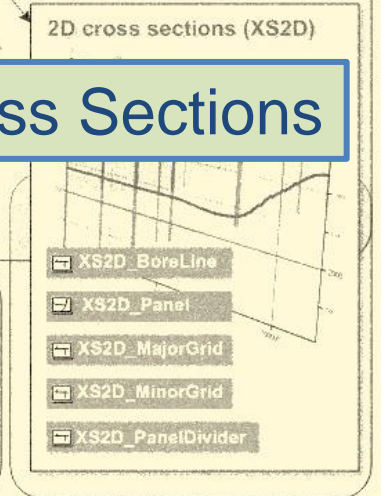 2D cross sections (XS2D)
ss Sections
XS2D_BoreLine
XS2D_Panel
XS2D_MajorGrid
XS2D_MinorGrid
XS2D_PanelDivider